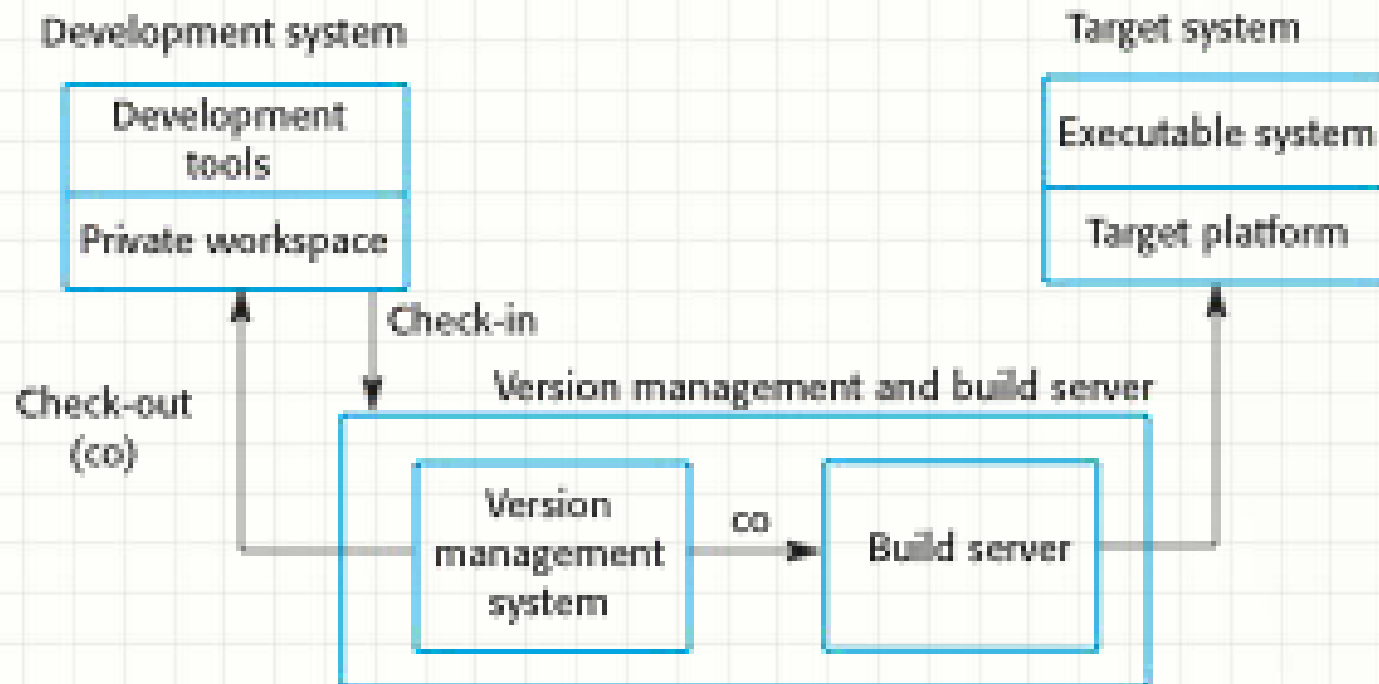 Development system
Target system
Development
tools
Private workspace
Executable system
Target platform
Check-in
Check-out
(co)
Version management and build server
Version
management
system
co
Build server